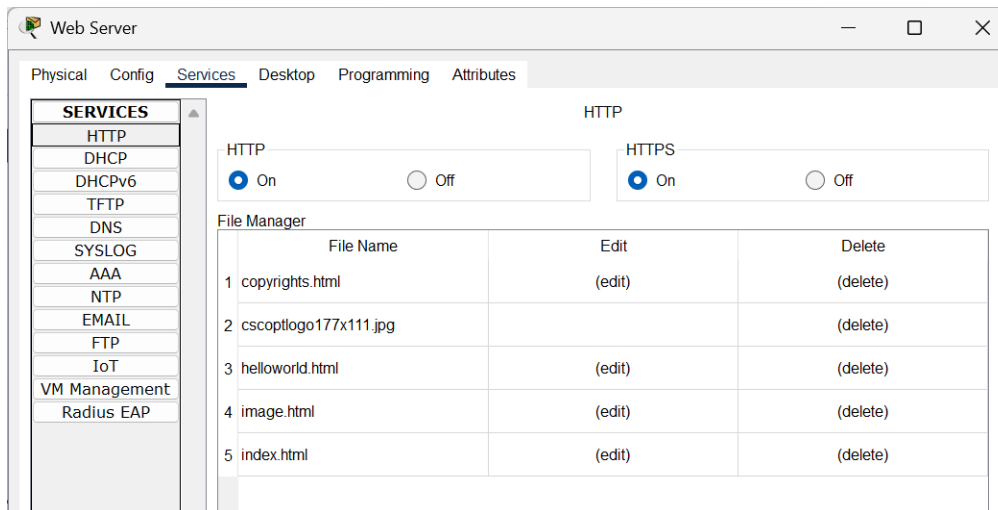 Web Server
Physical Config Services Desktop Programming Attributes
SERVICES
HTTP
DHCP
DHCPv6
TFTP
DNS
SYSLOG
AAA
NTP
EMAIL
FTP
IoT
VM Management
Radius EAP
HTTP
HTTP
On Off
HTTPS
On Off
File Manager
File Name Edit Delete
1 copyrights.html (edit) (delete)
2 cscoptlogo177x111.jpg (delete)
3 helloworld.html (edit) (delete)
4 image.html (edit) (delete)
5 index.html (edit) (delete)